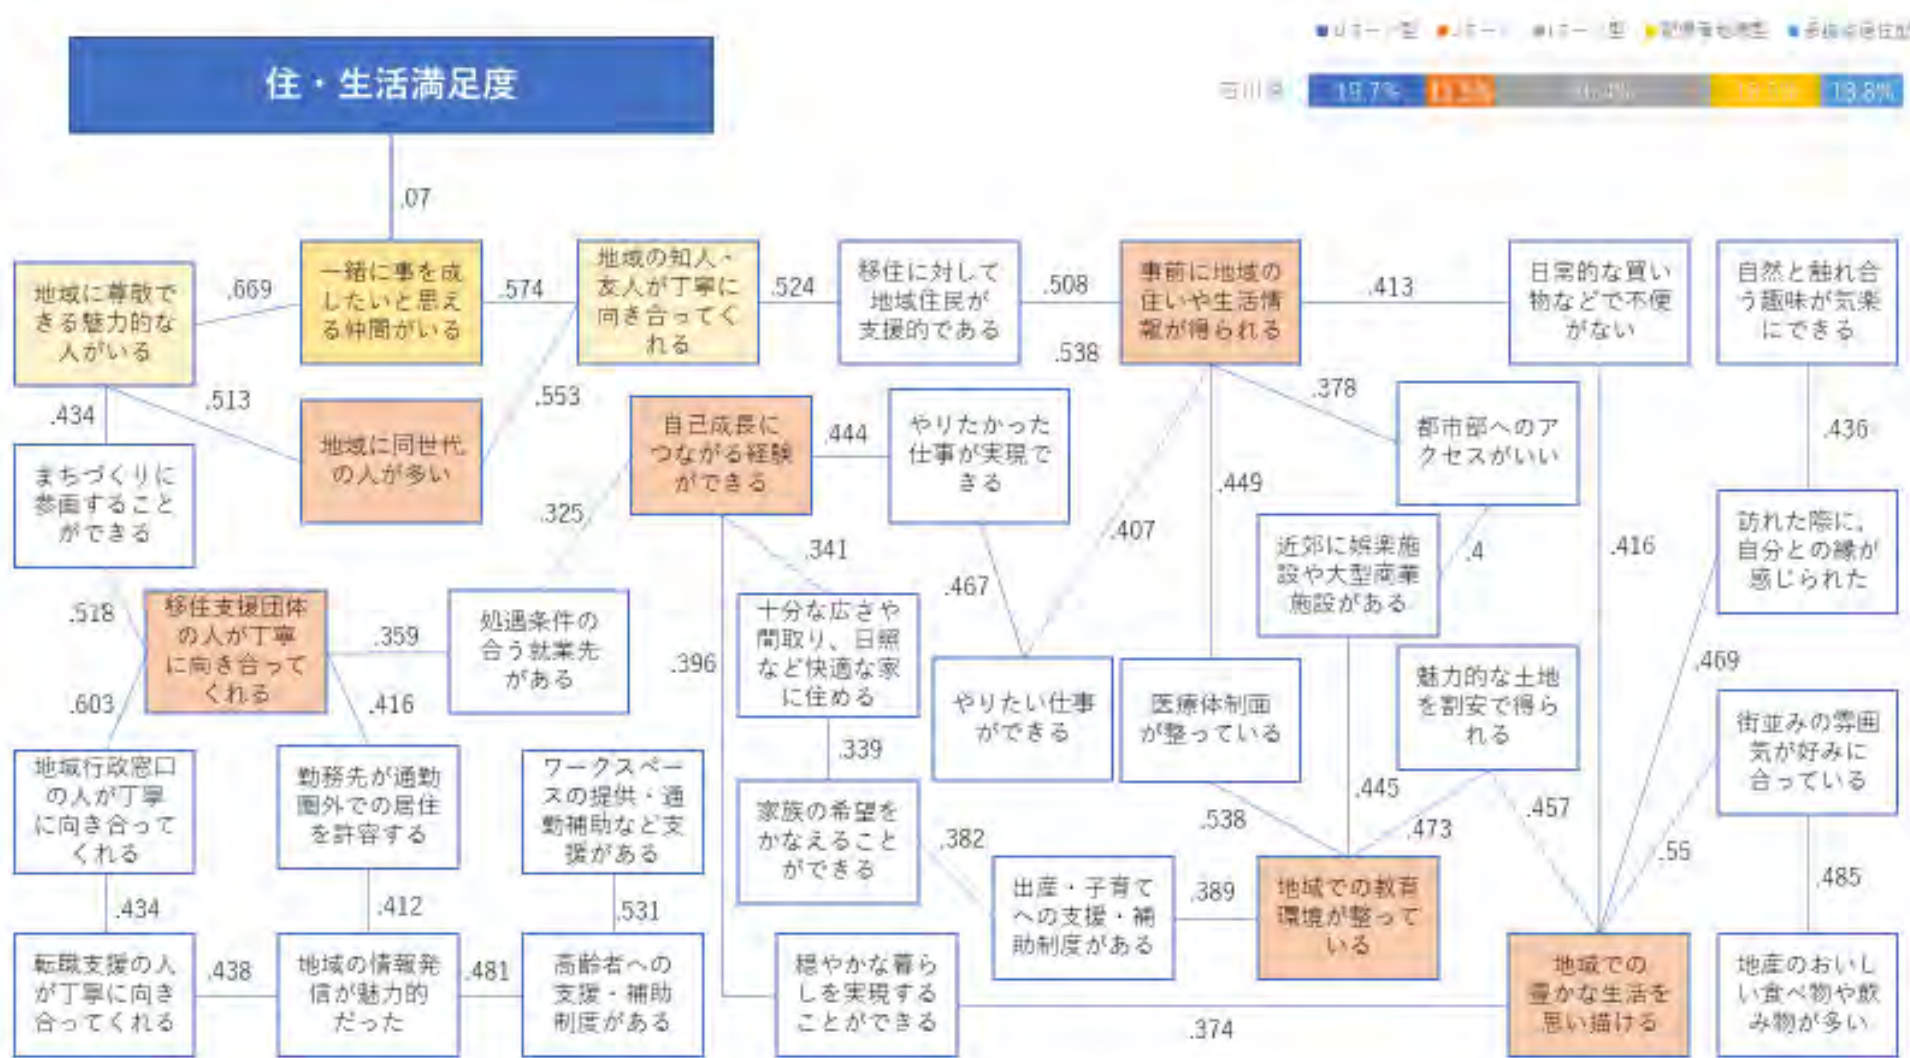 住・生活満足度
19.7%
13.8%
.07
地域に尊敬で
きる魅力的な
人がいる
.669
一緒に事を成
したいと思え
る仲間がいる
.574
地域の知人・
友人が丁寧に
向き合ってく
れる
.524
移住に対して
地域住民が
支援的である
.508
事前に地域の
住いや生活情
報が得られる
.413
日常的な買い
物などで不便
がない
自然と触れ合
う趣味が気楽
にできる
.434
.513
地域に同世代
の人が多い
.553
自己成長に
つながる経験
ができる
.444
やりたかった
仕事が実現で
きる
.538
.378
都市部へのア
クセスがいい
.436
まちづくりに
参画すること
ができる
.325
.341
.467
.407
.449
近郊に娯楽施
設や大型商業
施設がある
.4
.416
訪れた際に、
自分との縁が
感じられた
.518
移住支援団体
の人が丁寧
に向き合って
くれる
.359
処遇条件の
合う就業先
がある
.396
十分な広さや
間取り、日照
など快適な家
に住める
やりたい仕事
ができる
医療体制面
が整っている
魅力的な土地
を割安で得ら
れる
.469
街並みの雰囲
気が好みに
合っている
.603
.416
地域行政窓口
の人が丁寧
に向き合って
くれる
勤務先が通勤
圏外での居住
を許容する
ワークスペー
スの提供・通
勤補助など支
援がある
.339
家族の希望を
かなえること
ができる
.382
.538
.445
.473
.457
.55
.485
.434
.412
.531
出産・子育て
への支援・補
助制度がある
.389
地域での教育
環境が整って
いる
転職支援の人
が丁寧に向き
合ってくれる
.438
地域の情報発
信が魅力的
だった
.481
高齢者への
支援・補助
制度がある
穏やかな暮ら
しを実現する
ことができる
.374
地域での
豊かな生活を
思い描ける
地産のおいし
い食べ物や飲
み物が多い